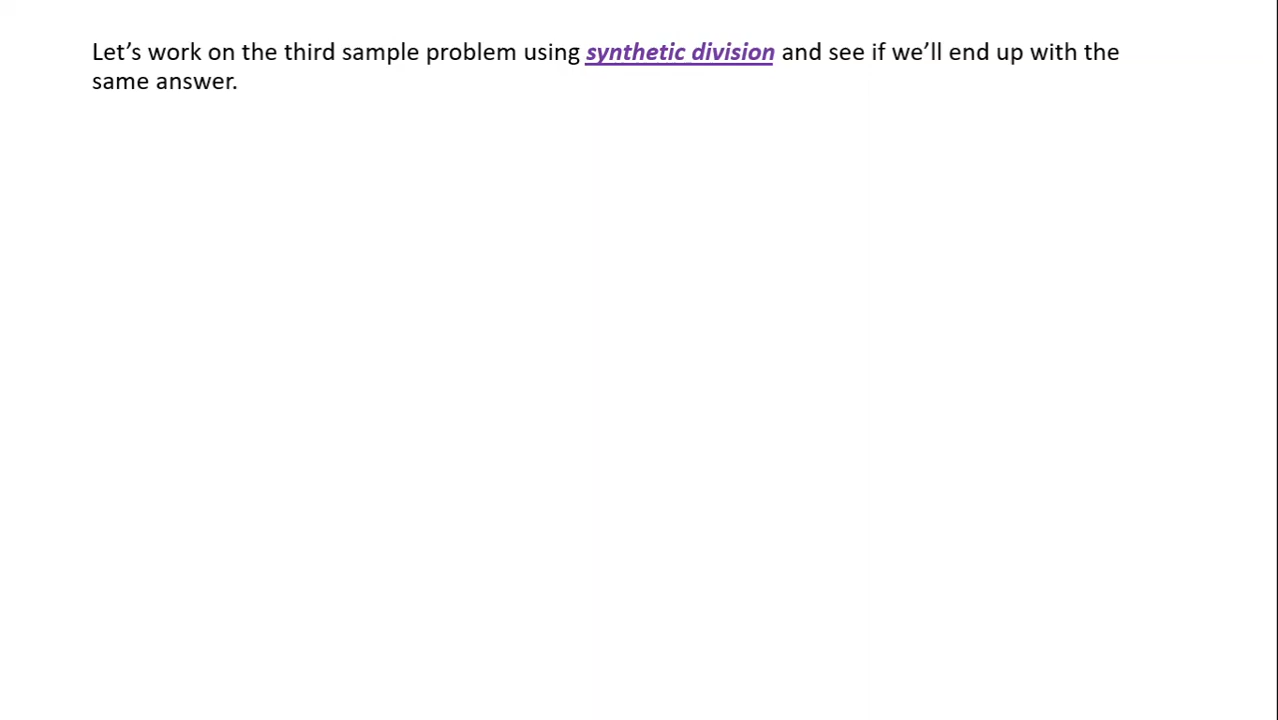 Let’s work on the third sample problem using synthetic division and see if we’ll end up with the
same answer.